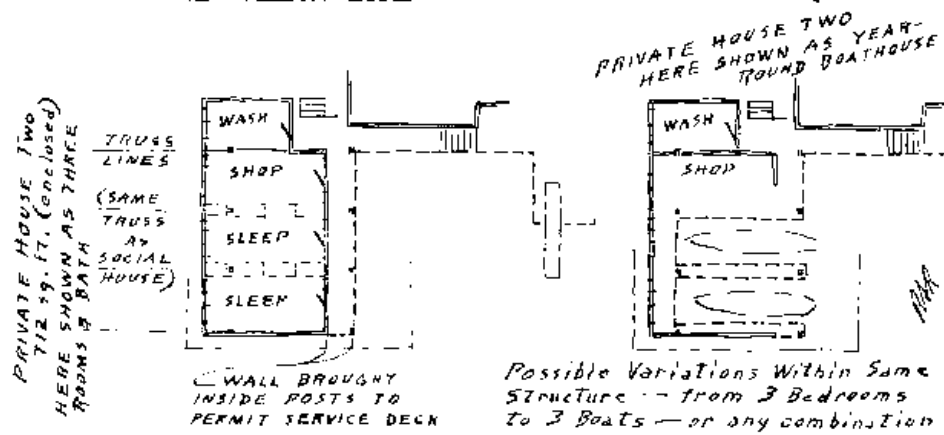 PRIVATE HOUSE TWO
712 sq. ft. (enclosed)
HERE SHOWN AS THREE
ROOMS & BATH
TRUSS
LINES
(SAME
TRUSS
AS
SOCIAL
HOUSE)
WASH
SHOP
SLEEP
SLEEP
WALL BROUGHT
INSIDE POSTS TO
PERMIT SERVICE DECK
PRIVATE HOUSE TWO
HERE SHOWN AS YEAR-
ROUND BOATHOUSE
WASH
SHOP
Possible Variations Within Same
Structure -- from 3 Bedrooms
to 3 Boats — or any combination